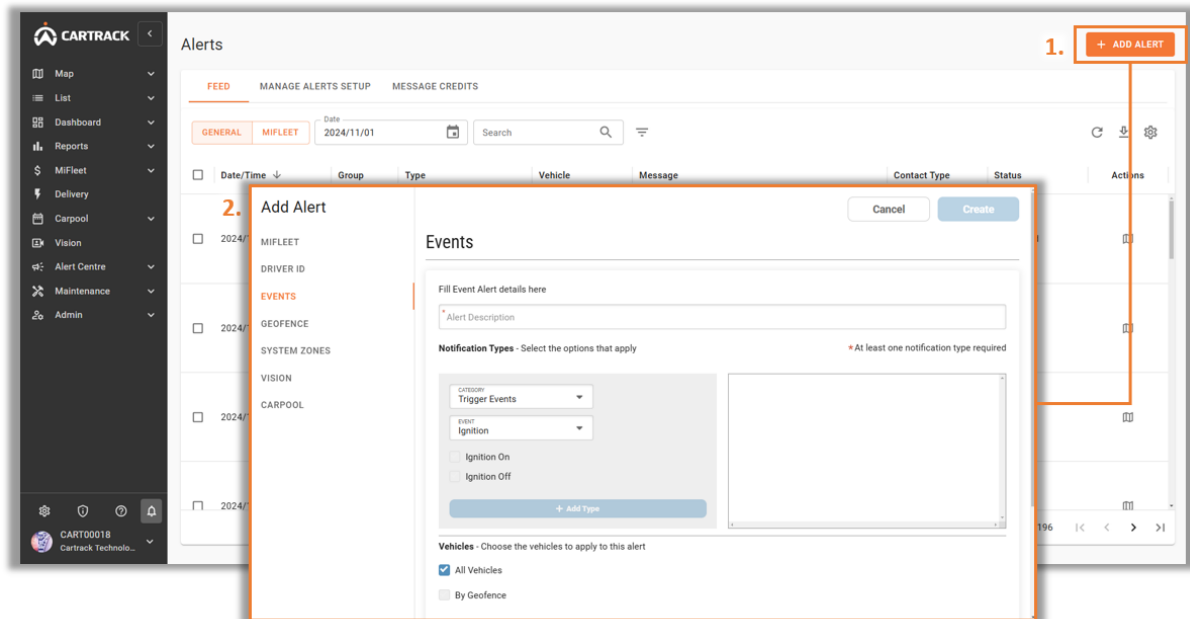 CARTRACK
Map
List
Dashboard
Reports
MiFleet
Delivery
Carpool
Vision
Alert Centre
Maintenance
Admin
CART00018
Cartrack Technolo...
Alerts
1.
+ ADD ALERT
FEED MANAGE ALERTS SETUP MESSAGE CREDITS
GENERAL MIFLEET
Date
2024/11/01
Search
Date/Time Group Type Vehicle Message Contact Type Status Actions
2024/
2024/
2024/
2024/
196
2.
Add Alert
MIFLEET
DRIVER ID
EVENTS
GEOFENCE
SYSTEM ZONES
VISION
CARPOOL
Cancel Create
Events
Fill Event Alert details here
* Alert Description
Notification Types - Select the options that apply * At least one notification type required
CATEGORY
Trigger Events
EVENT
Ignition
Ignition On
Ignition Off
+ Add Type
Vehicles - Choose the vehicles to apply to this alert
All Vehicles
By Geofence